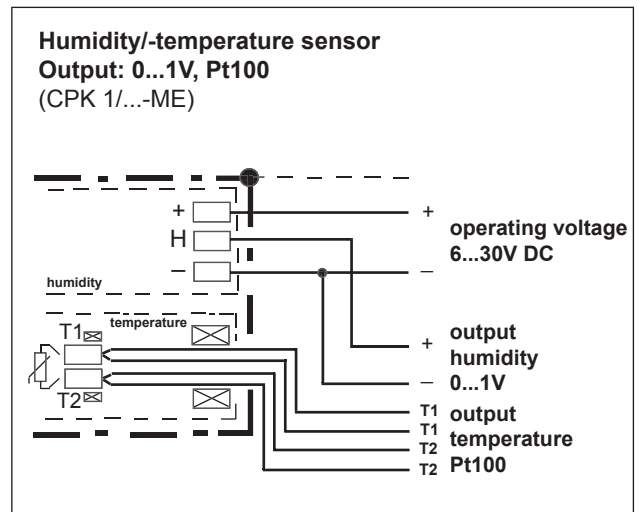 Humidity/-temperature sensor
Output: 0...1V, Pt100
(CPK 1/...-ME)
+
+
H
operating voltage
6...30V DC
–
–
humidity
temperature
T1
T2
+
output
humidity
–
0...1V
T1
output
T1
temperature
T2
T2
Pt100